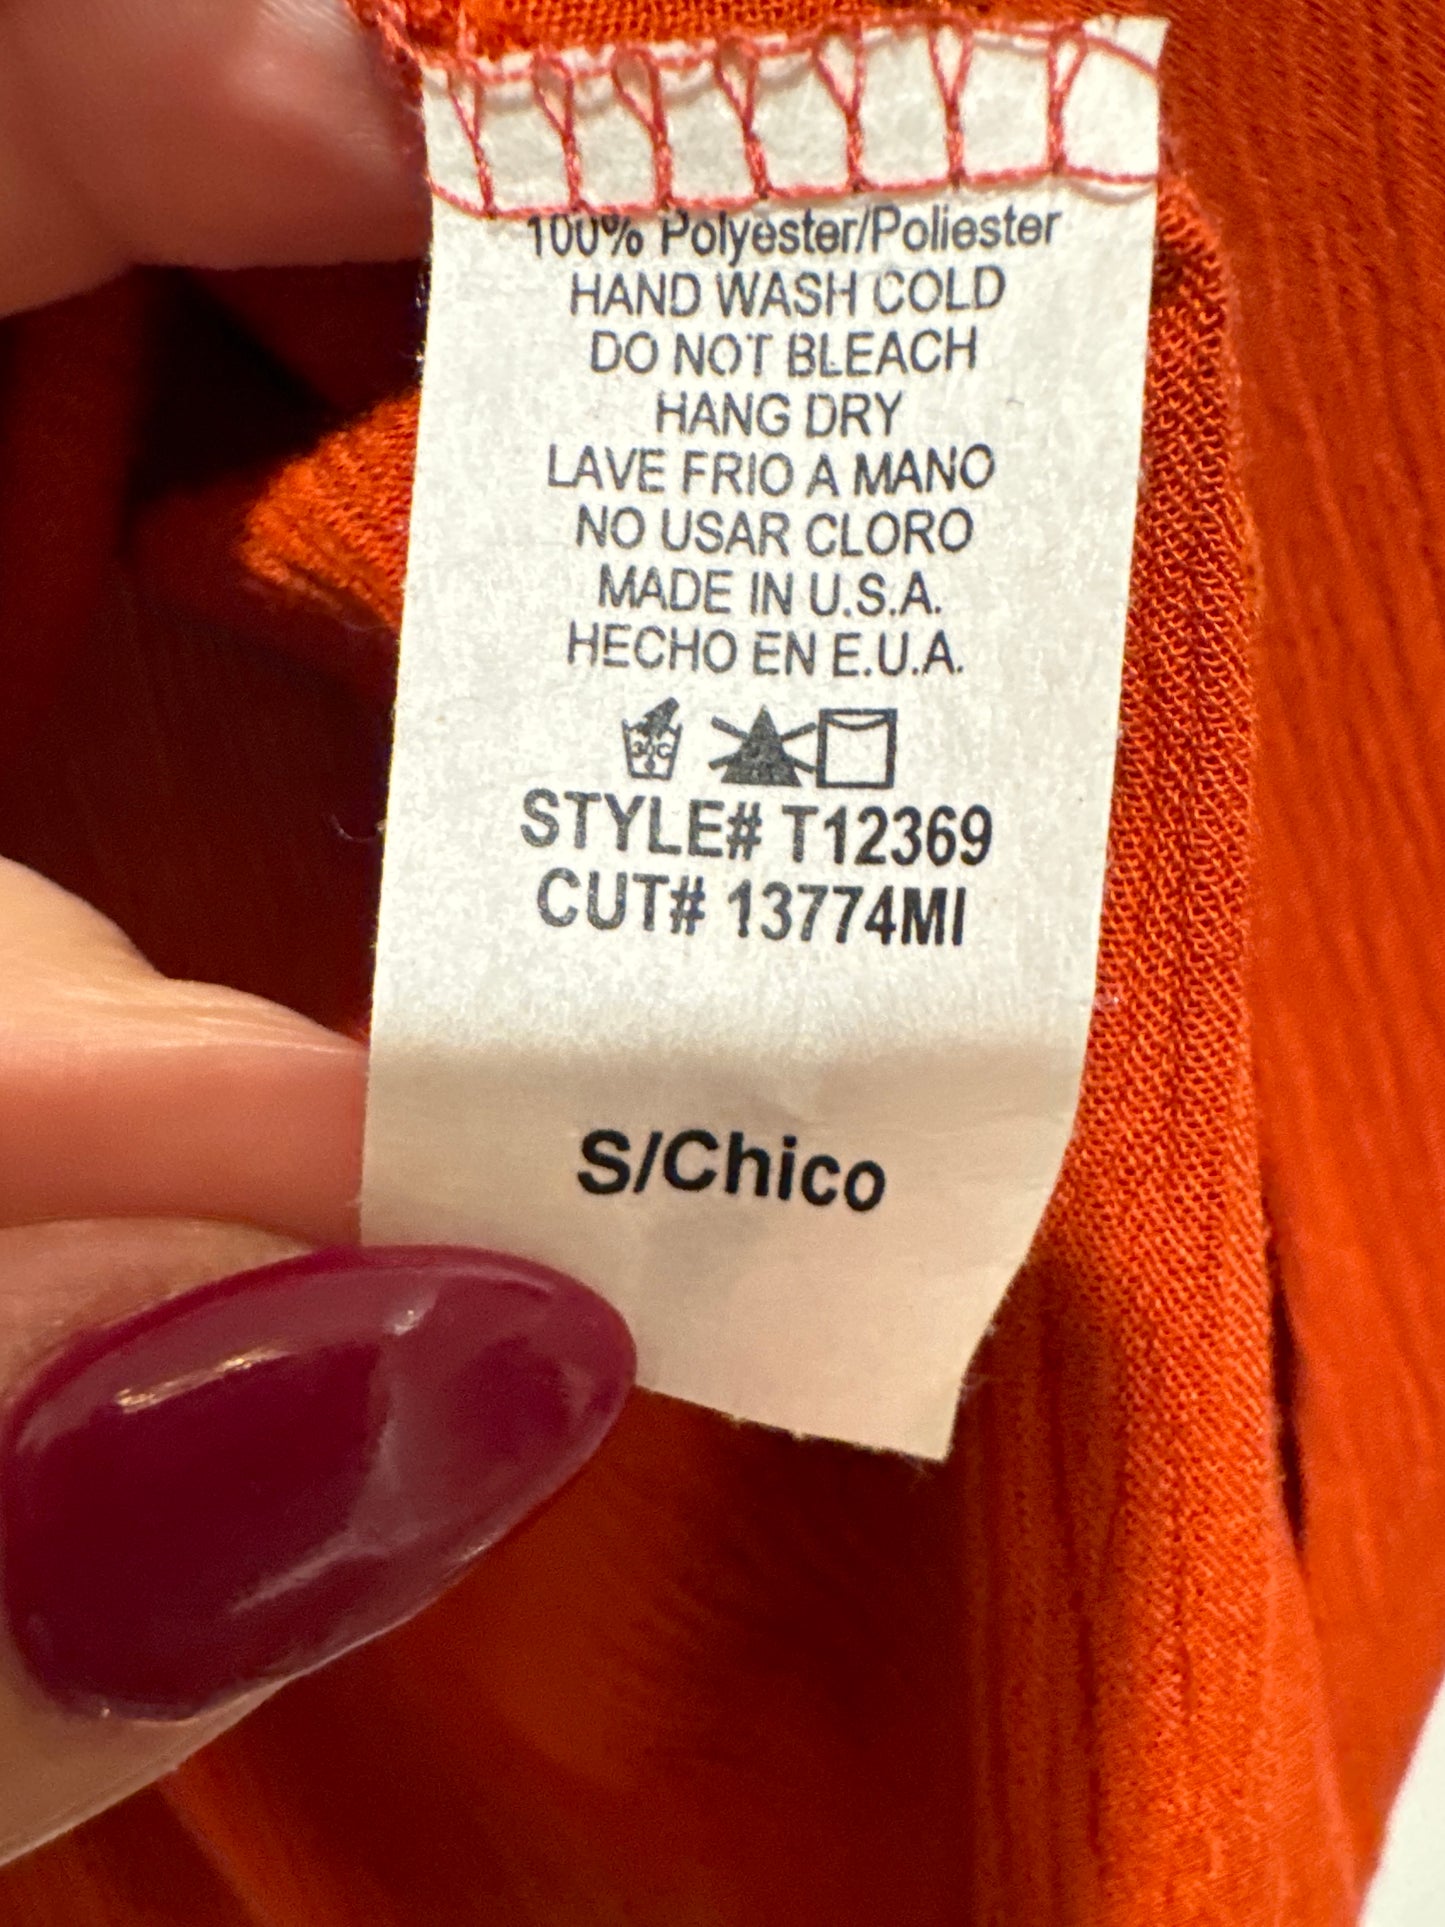 100% Polyester/Poliester
HAND WASH COLD
DO NOT BLEACH
HANG DRY
LAVE FRIO A MANO
NO USAR CLORO
MADE IN U.S.A.
HECHO EN E.U.A.
30C
STYLE# T12369
CUT# 13774MI
S/Chico